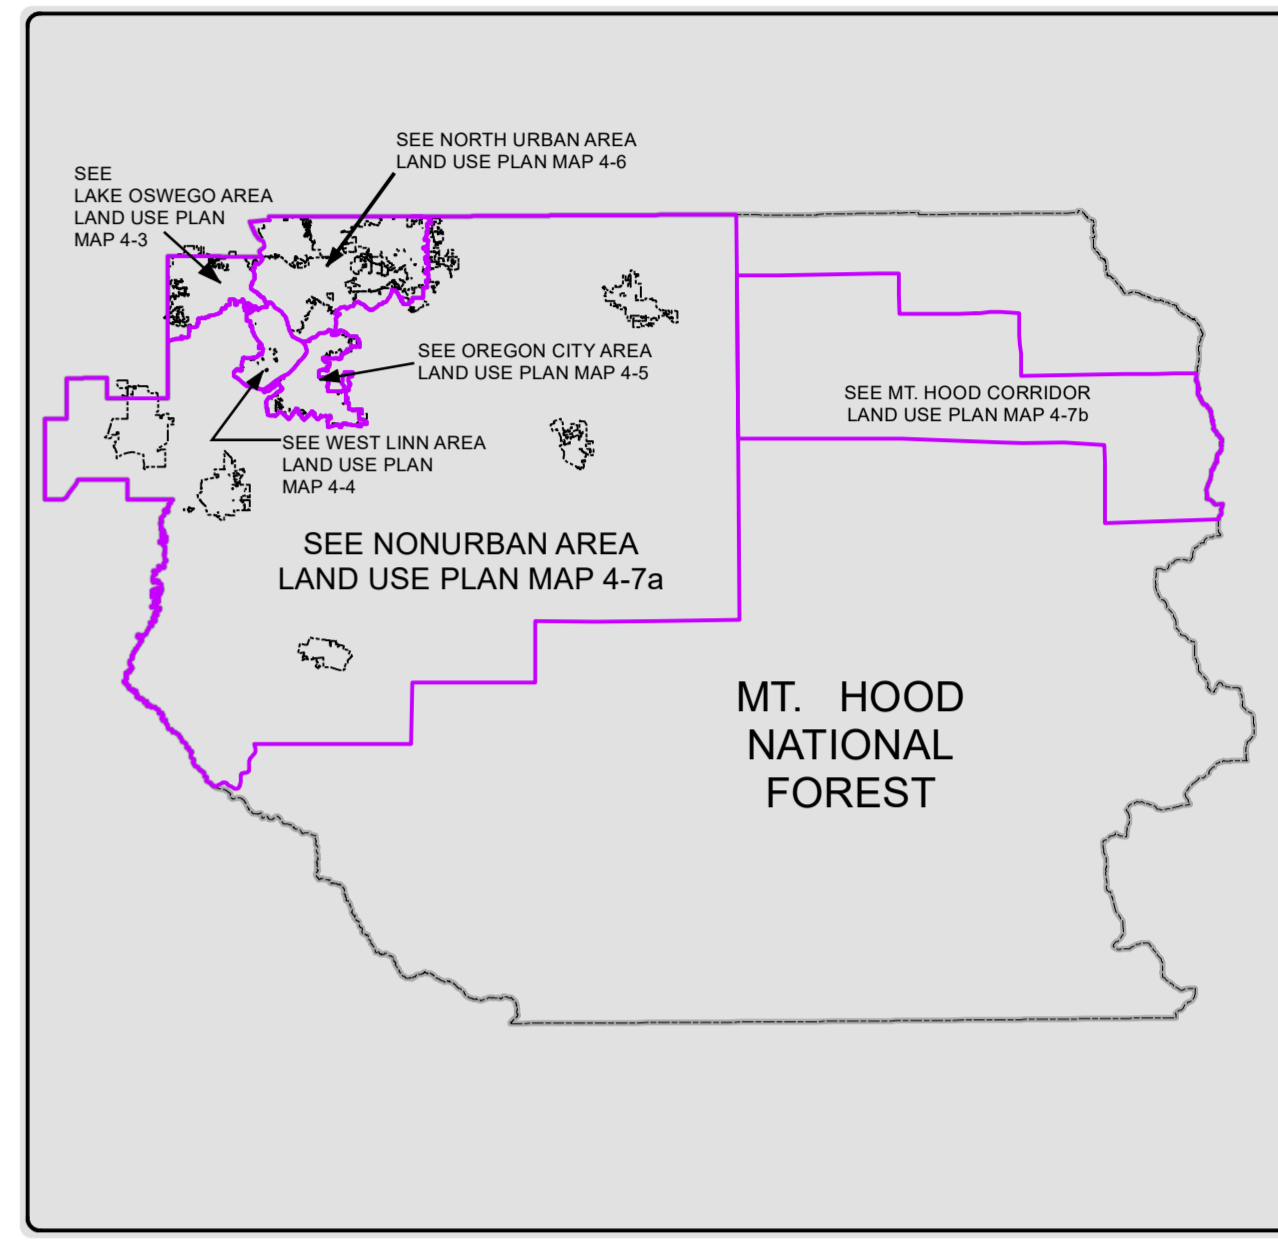 SEE NORTH URBAN AREA
LAND USE PLAN MAP 4-6
SEE
LAKE OSWEGO AREA
LAND USE PLAN
MAP 4-3
SEE OREGON CITY AREA
LAND USE PLAN MAP 4-5
SEE MT. HOOD CORRIDOR
LAND USE PLAN MAP 4-7b
SEE WEST LINN AREA
LAND USE PLAN
MAP 4-4
SEE NONURBAN AREA
LAND USE PLAN MAP 4-7a
MT. HOOD
NATIONAL
FOREST